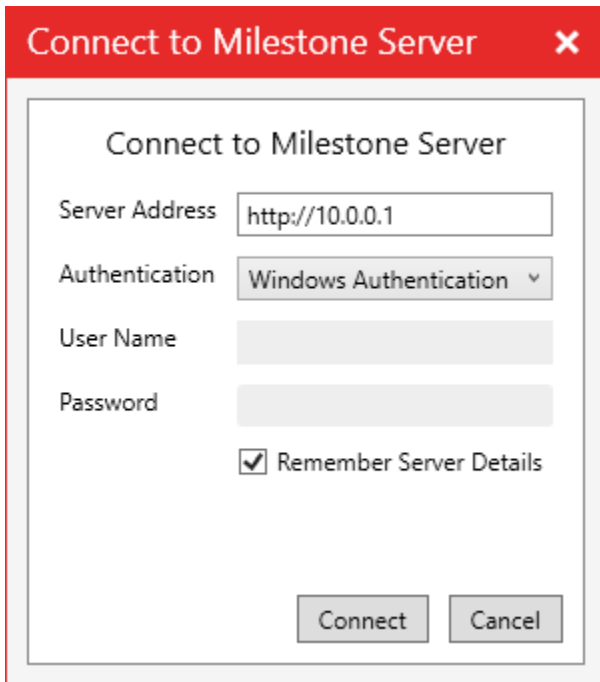 Connect to Milestone Server
Connect to Milestone Server
Server Address http://10.0.0.1
Authentication Windows Authentication
User Name
Password
Remember Server Details
Connect Cancel